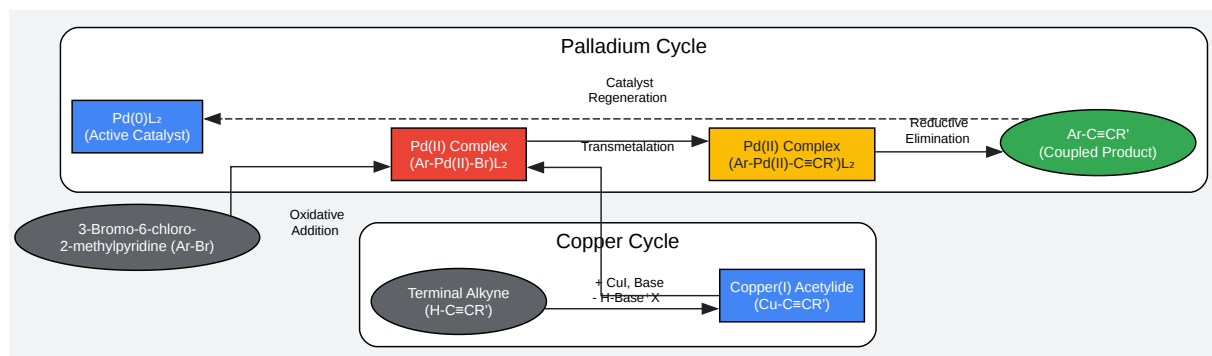 Palladium Cycle
Catalyst
Regeneration
Pd(0)L₂
(Active Catalyst)
Pd(II) Complex
(Ar-Pd(II)-Br)L₂
Transmetalation
Pd(II) Complex
(Ar-Pd(II)-C≡CR')L₂
Reductive
Elimination
Ar-C≡CR'
(Coupled Product)
3-Bromo-6-chloro-
2-methylpyridine (Ar-Br)
Oxidative
Addition
Copper Cycle
Terminal Alkyne
(H-C≡CR')
+ CuI, Base
- H-Base⁺X
Copper(I) Acetylide
(Cu-C≡CR')